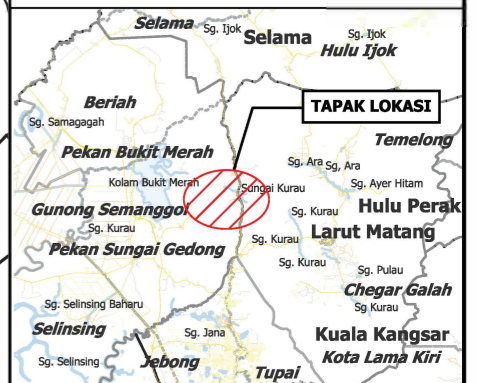 Selama
Sg. Ijok
Selama
Sg. Ijok
Hulu Ijok
Beriah
TAPAK LOKASI
Sg. Samagagah
Temelong
Pekan Bukit Merah
Sg, Ara
Sg, Ara
Kolam Bukit Merah
Sungai Kurau
Sg. Ayer Hitam
Gunong Semanggol
Sg. Kurau
Hulu Perak
Sg. Kurau
Larut Matang
Pekan Sungai Gedong
Sg. Kurau
Sg. Kurau
Sg. Pulau
Chegar Galah
Sg. Selinsing Baharu
Sg Kurau
Selinsing
Sg. Jana
Kuala Kangsar
Sg. Selinsing
Jebong
Kota Lama Kiri
Tupai